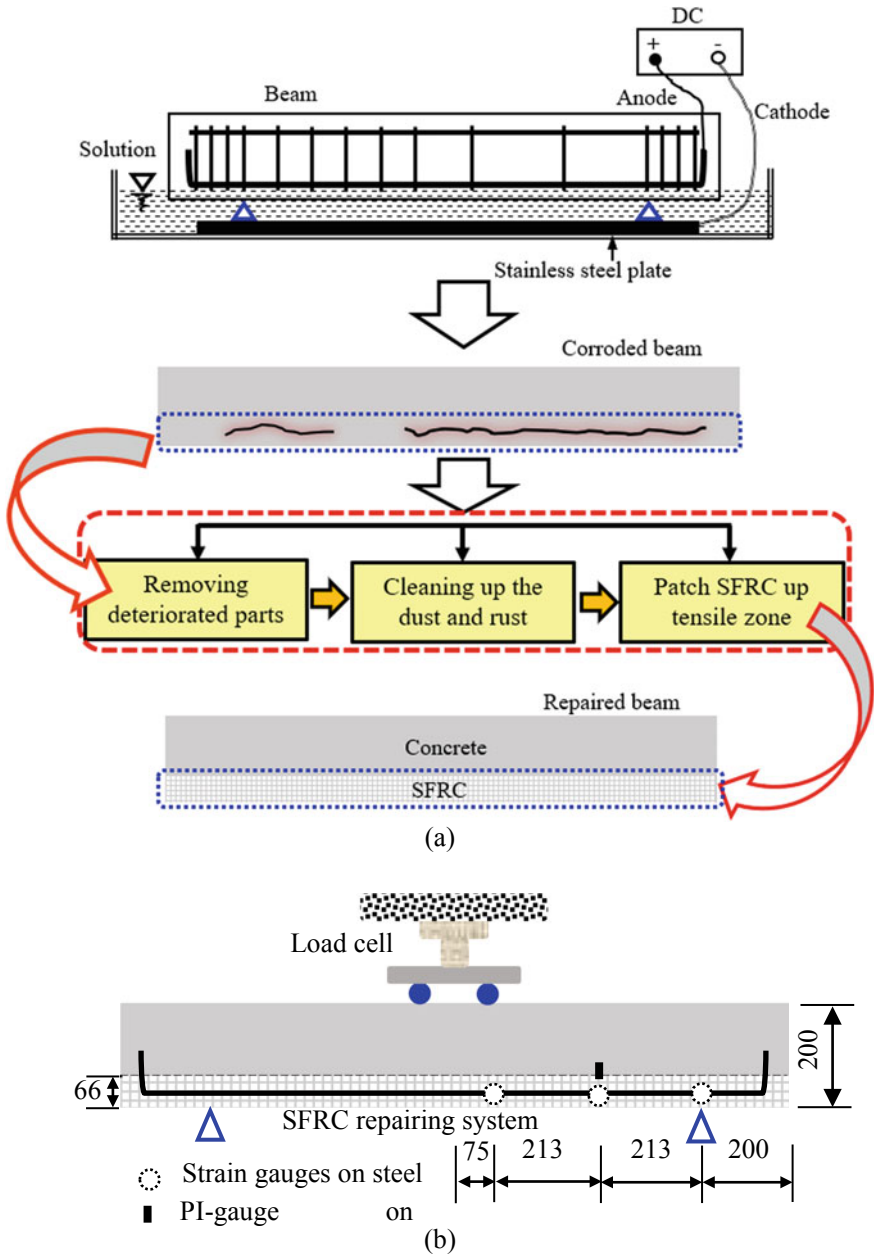 DC
+ -
Beam
Anode
Cathode
Solution
Stainless steel plate
Corroded beam
Removing
deteriorated parts
Cleaning up the
dust and rust
Patch SFRC up
tensile zone
Repaired beam
Concrete
SFRC
(a)
Load cell
200
66
SFRC repairing system
75 213 213 200
Strain gauges on steel
PI-gauge on
(b)